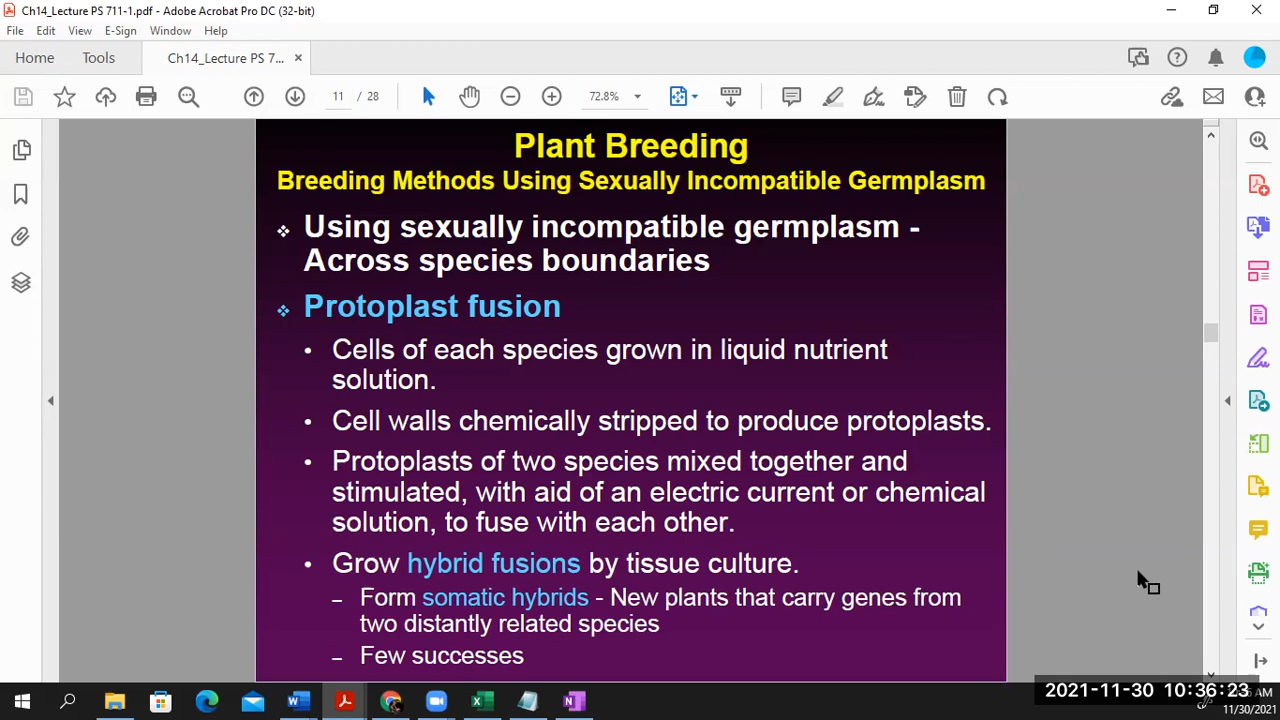 Ch14_Lecture PS 711-1.pdf - Adobe Acrobat Pro DC (32-bit)
File Edit View E-Sign Window Help
Home Tools Ch14_Lecture PS 7... ×
11 / 28 72.8%
Plant Breeding
Breeding Methods Using Sexually Incompatible Germplasm
Using sexually incompatible germplasm -
Across species boundaries
Protoplast fusion
• Cells of each species grown in liquid nutrient
solution.
• Cell walls chemically stripped to produce protoplasts.
• Protoplasts of two species mixed together and
stimulated, with aid of an electric current or chemical
solution, to fuse with each other.
• Grow hybrid fusions by tissue culture.
– Form somatic hybrids - New plants that carry genes from
two distantly related species
– Few successes
2021-11-30 10:36:23 AM
11/30/2021